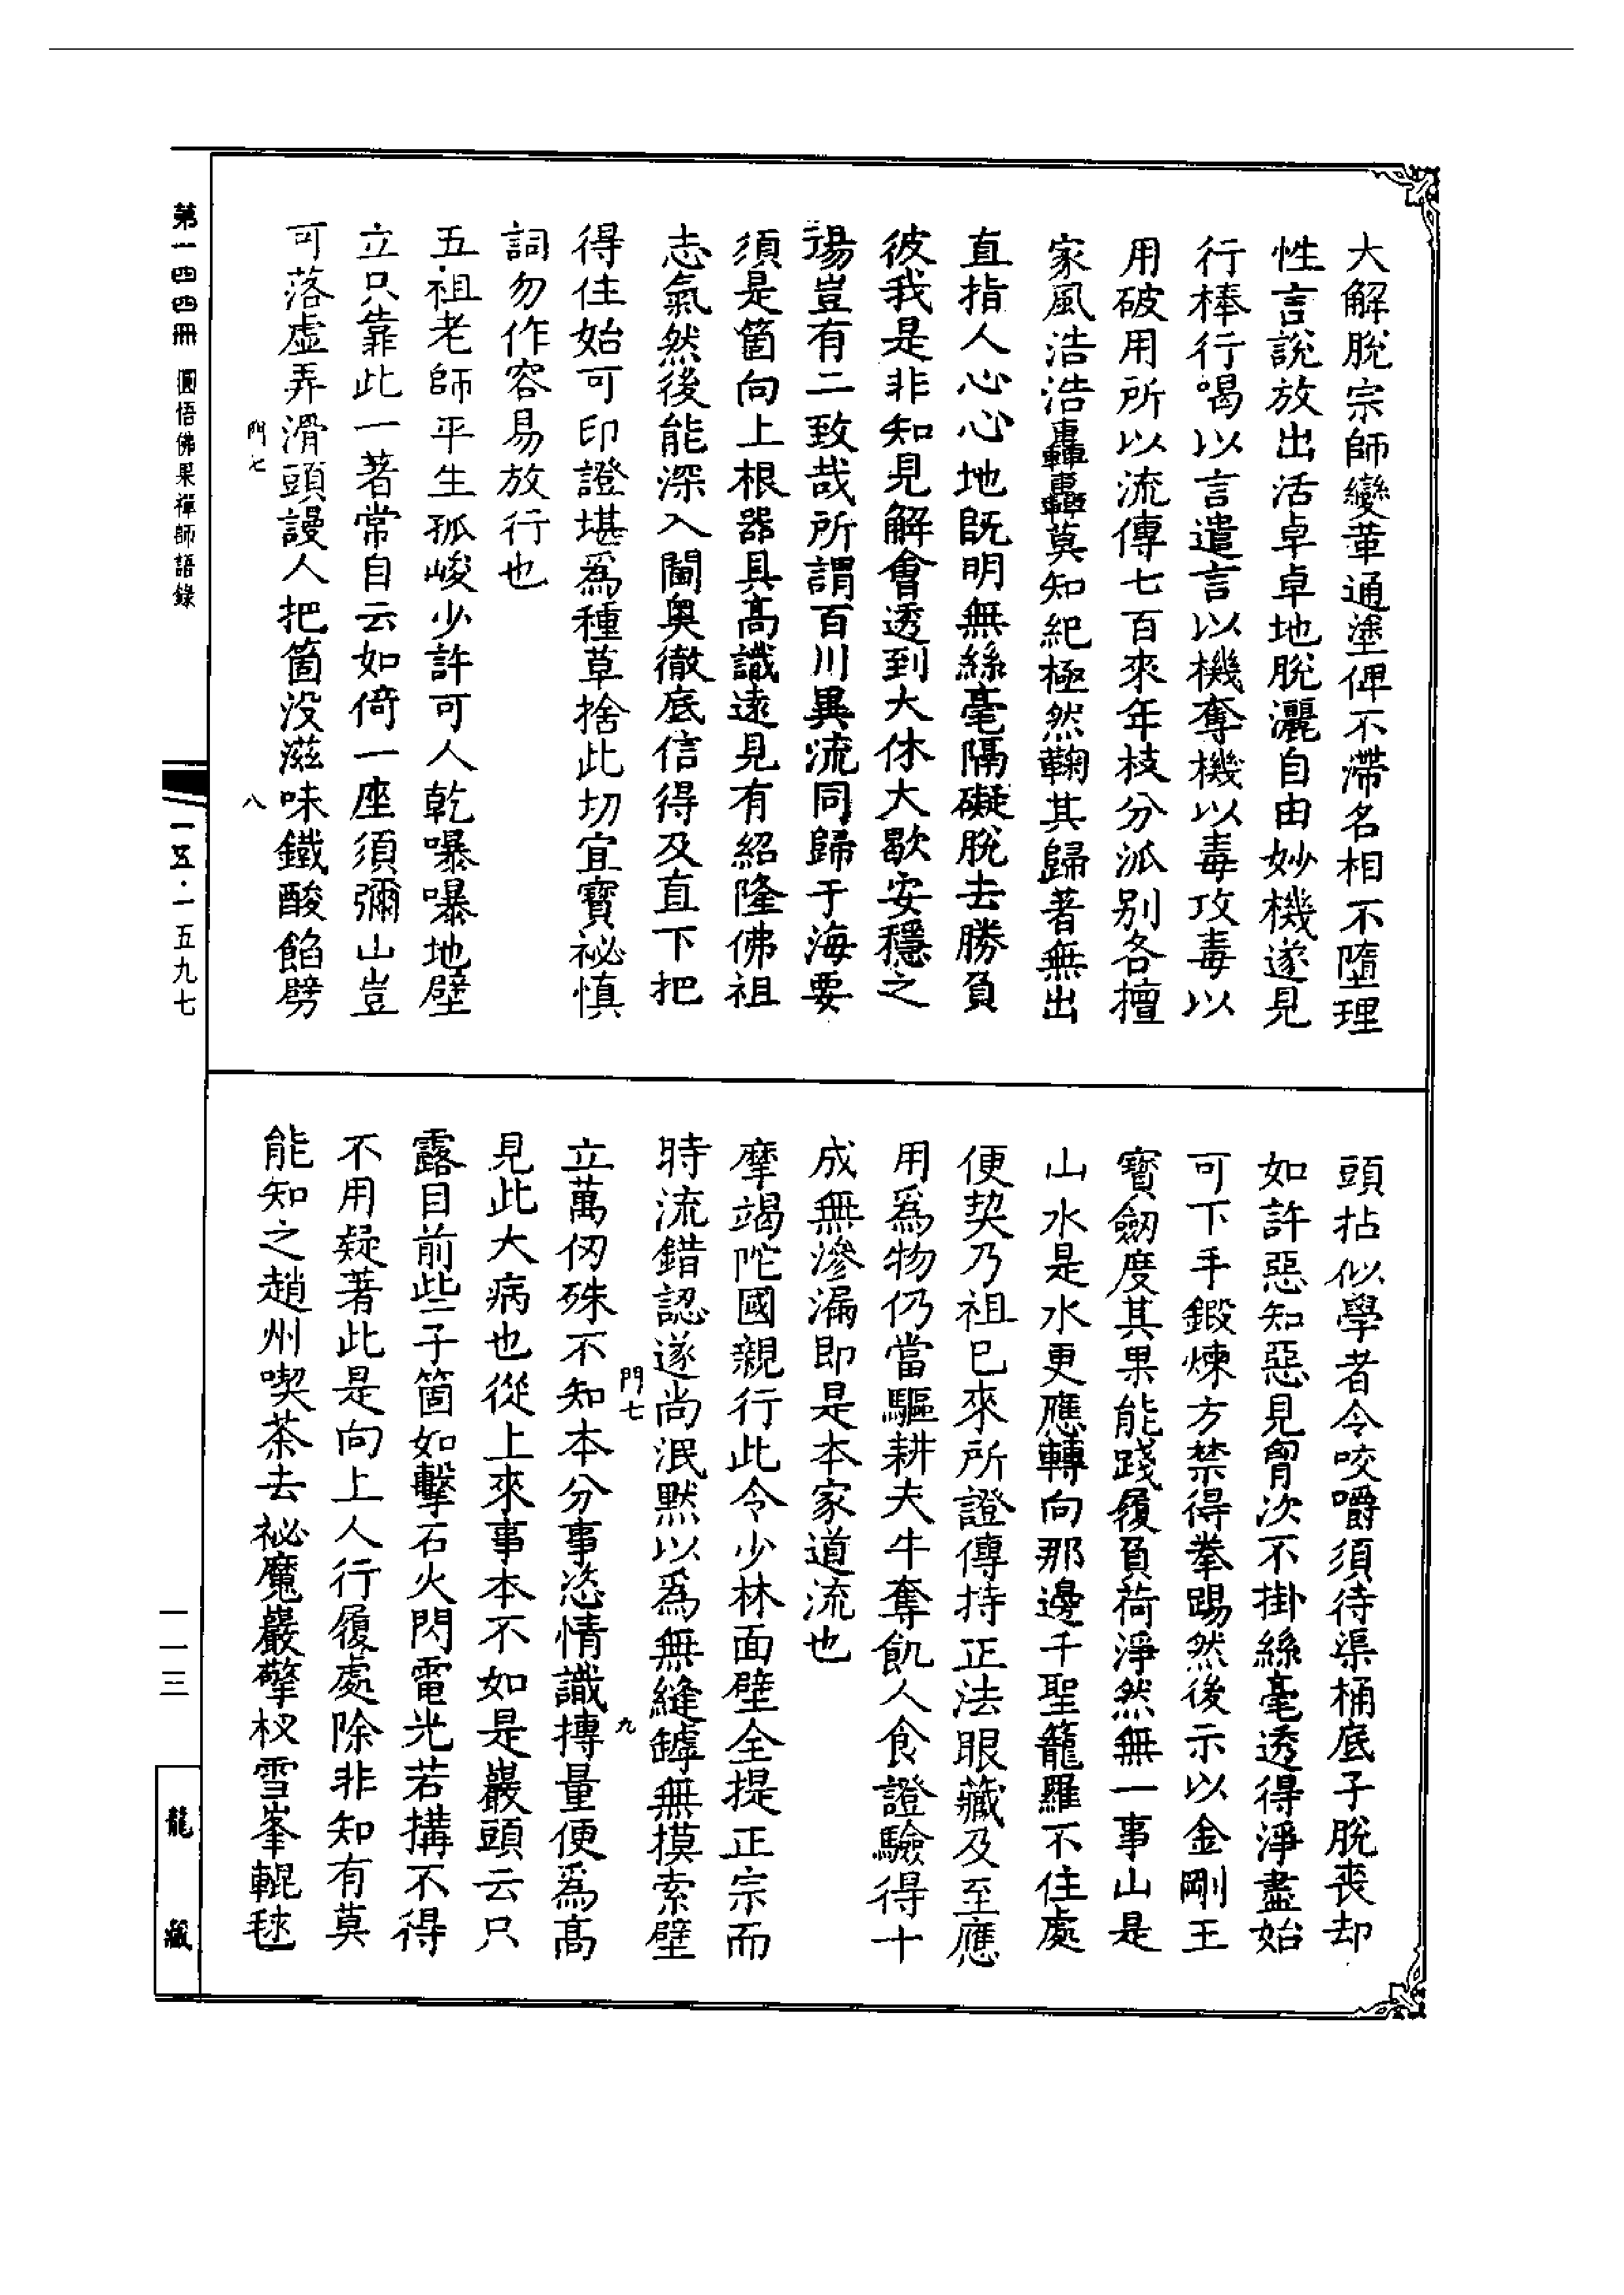 大解脫宗師變革通塗俾不滯名相不墮理
性言說放出活卓卓地脫灑自由妙機遂見
行棒行喝以言遣言以機奪機以毒攻毒以
用破用所以流傳七百來年枝分派別各擅
家風浩浩轟轟莫知紀極然鞠其歸著無出
直指人心心地既明無絲毫隔礙脫去勝負
彼我是非知見解會透到大休大歇安穩之
場豈有二致哉所謂百川異流同歸于海要
須是箇向上根器具高識遠見有紹隆佛祖
志氣然後能深入閫奧徹底信得及直下把
得住始可印證堪爲種草捨此切宜寶祕慎
詞勿作容易放行也
五祖老師平生孤峻少許可人乾曝曝地壁
立只靠此一著常自云如倚一座須彌山豈
可落虛弄滑頭謾人把箇沒滋味鐵酸餡劈
門七
八
頭拈似學者令咬嚼須待渠桶底子脫喪却
如許惡知惡見胷次不掛絲毫透得淨盡始
可下手鍛煉方禁得拳踢然後示以金剛王
寶劒度其果能踐履負荷淨然無一事山是
山水是水更應轉向那邊千聖籠羅不住處
便契乃祖已來所證傳持正法眼藏及至應
用爲物仍當驅耕夫牛奪飢人食證驗得十
成無滲漏即是本家道流也
摩竭陀國親行此令少林面壁全提正宗而
時流錯認遂尚泯默以爲無縫罅無摸索壁
門七
九
立萬仞殊不知本分事恣情識摶量便爲高
見此大病也從上來事本不如是巖頭云只
露目前些子箇如擊石火閃電光若搆不得
不用疑著此是向上人行履處除非知有莫
能知之趙州喫茶去祕魔巖擎杈雪峯輥毬
第一四四冊 圓悟佛果禪師語錄
一五·一五九七
一一三
龍藏